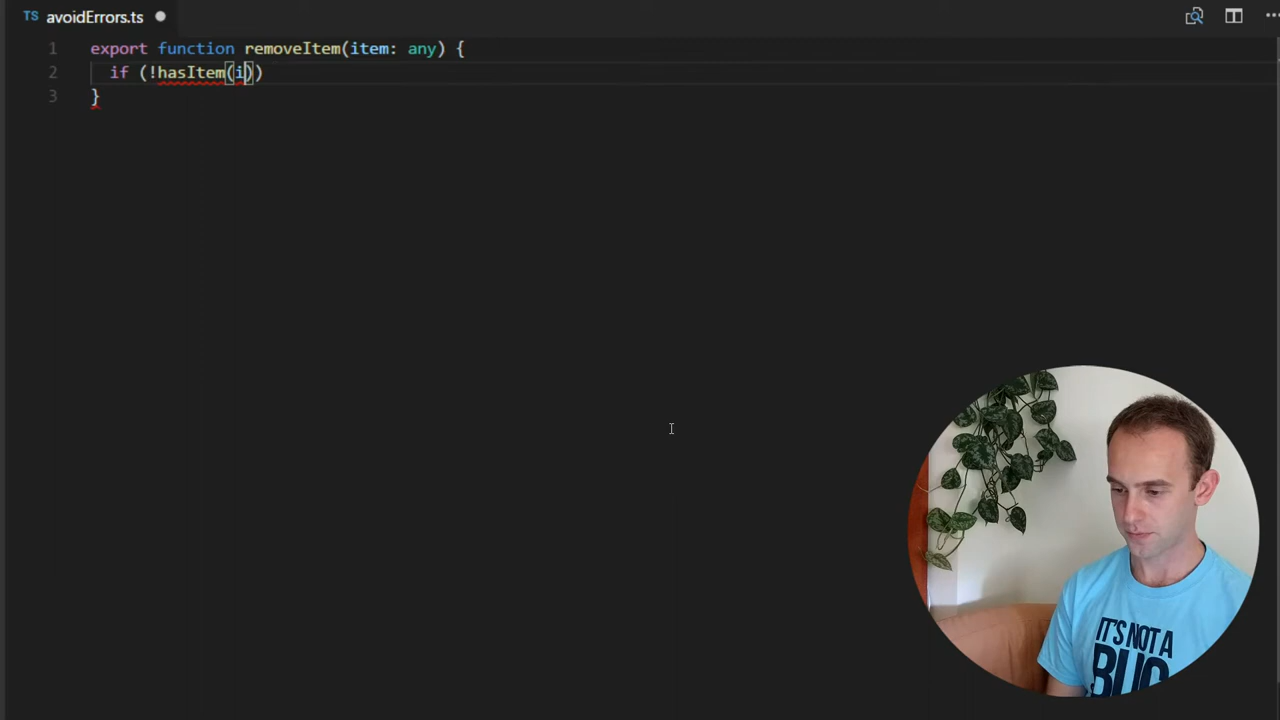 TS avoidErrors.ts
1 export function removeItem(item: any) {
2 if (!hasItem(i))
3 }
IT'S NOT A
BUG